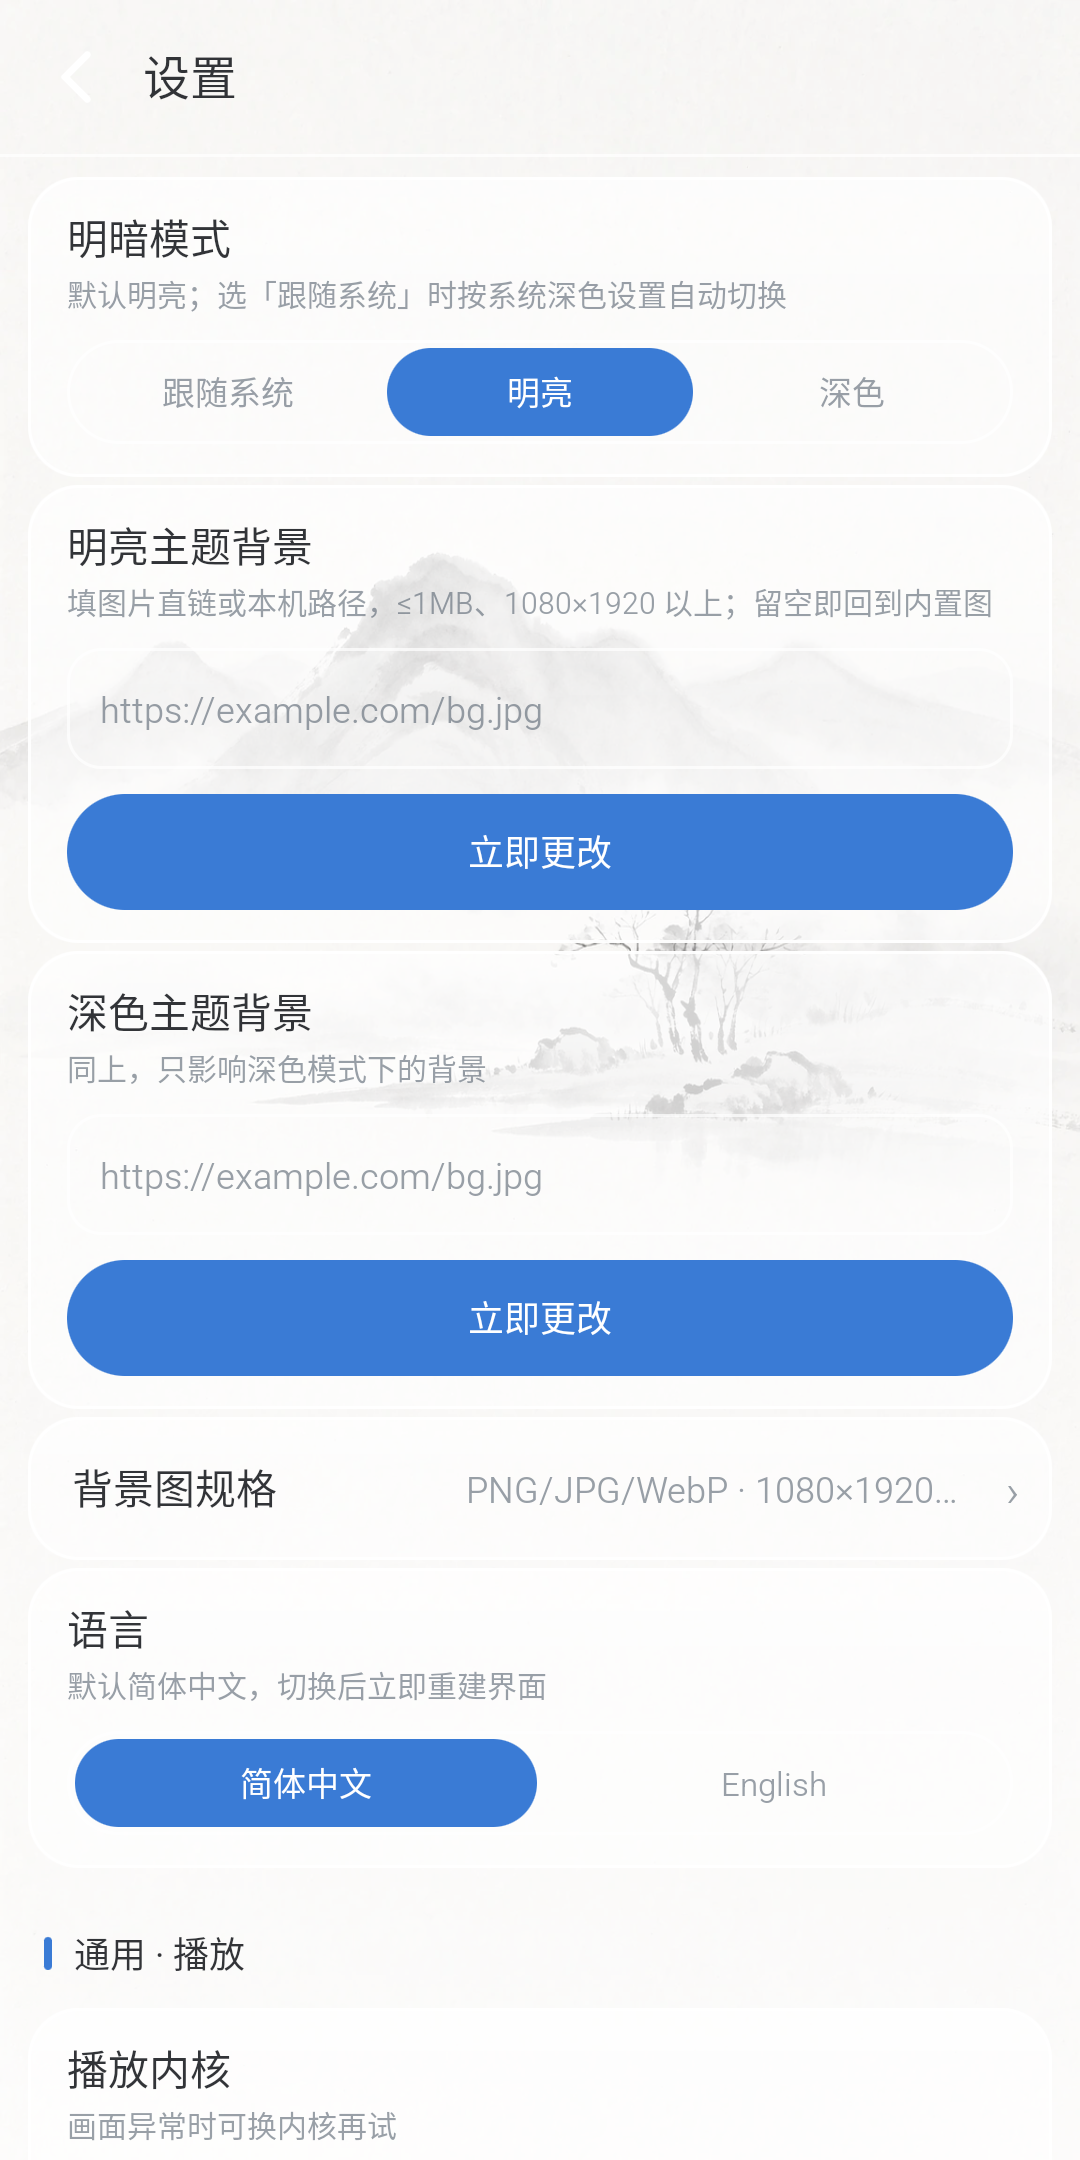 设置
明暗模式
默认明亮；选「跟随系统」时按系统深色设置自动切换
跟随系统
明亮
深色
明亮主题背景
填图片直链或本机路径，≤1MB、1080×1920 以上；留空即回到内置图
https://example.com/bg.jpg
立即更改
深色主题背景
同上，只影响深色模式下的背景
https://example.com/bg.jpg
立即更改
背景图规格
PNG/JPG/WebP · 1080×1920...
语言
默认简体中文，切换后立即重建界面
简体中文
English
通用 · 播放
播放内核
画面异常时可换内核再试